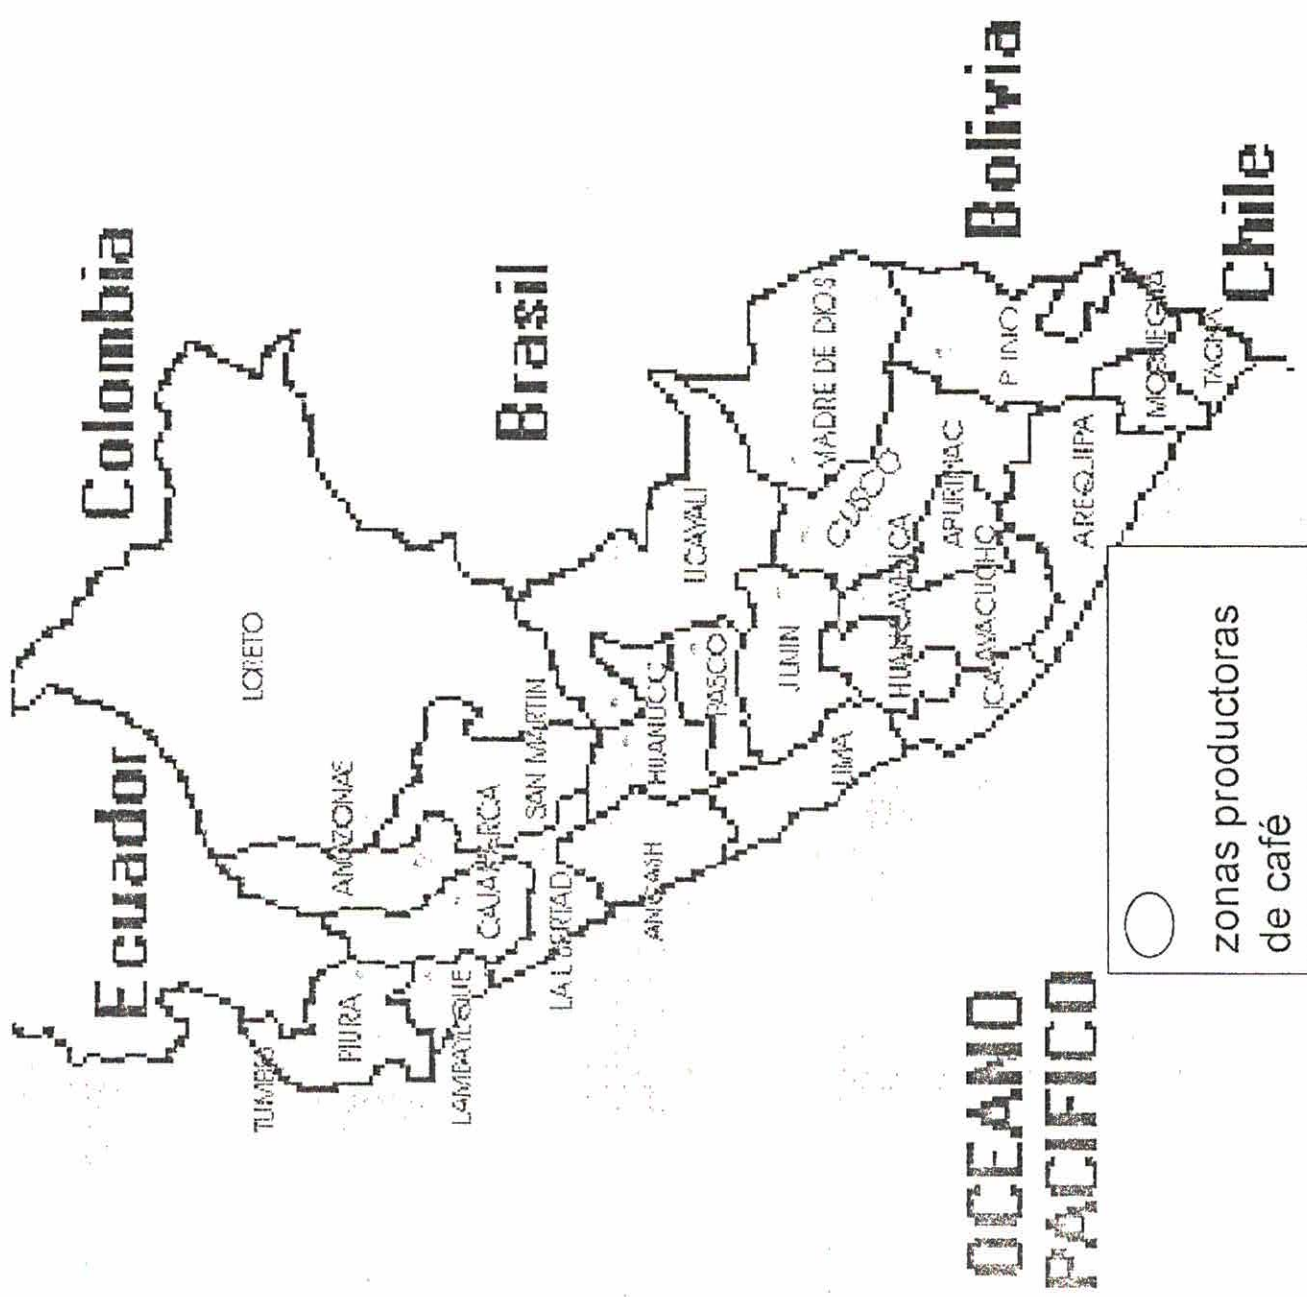 Ecuador
Colombia
Brasil
Bolivia
Chile
OCEANO
PACIFICO
TUMBES
PIURA
LAMBAYEQUE
AMAZONAS
LORETO
CAJAMARCA
SAN MARTIN
LA LIBERTAD
ANCASH
HUANUCO
PASCO
UCAYALI
JUNIN
LIMA
MADRE DE DIOS
CUSCO
HUANCAVELICA
APURIMAC
ICA
AYACUCHO
AREQUIPA
PUNO
MOQUEGUA
TACNA
zonas productoras
de café